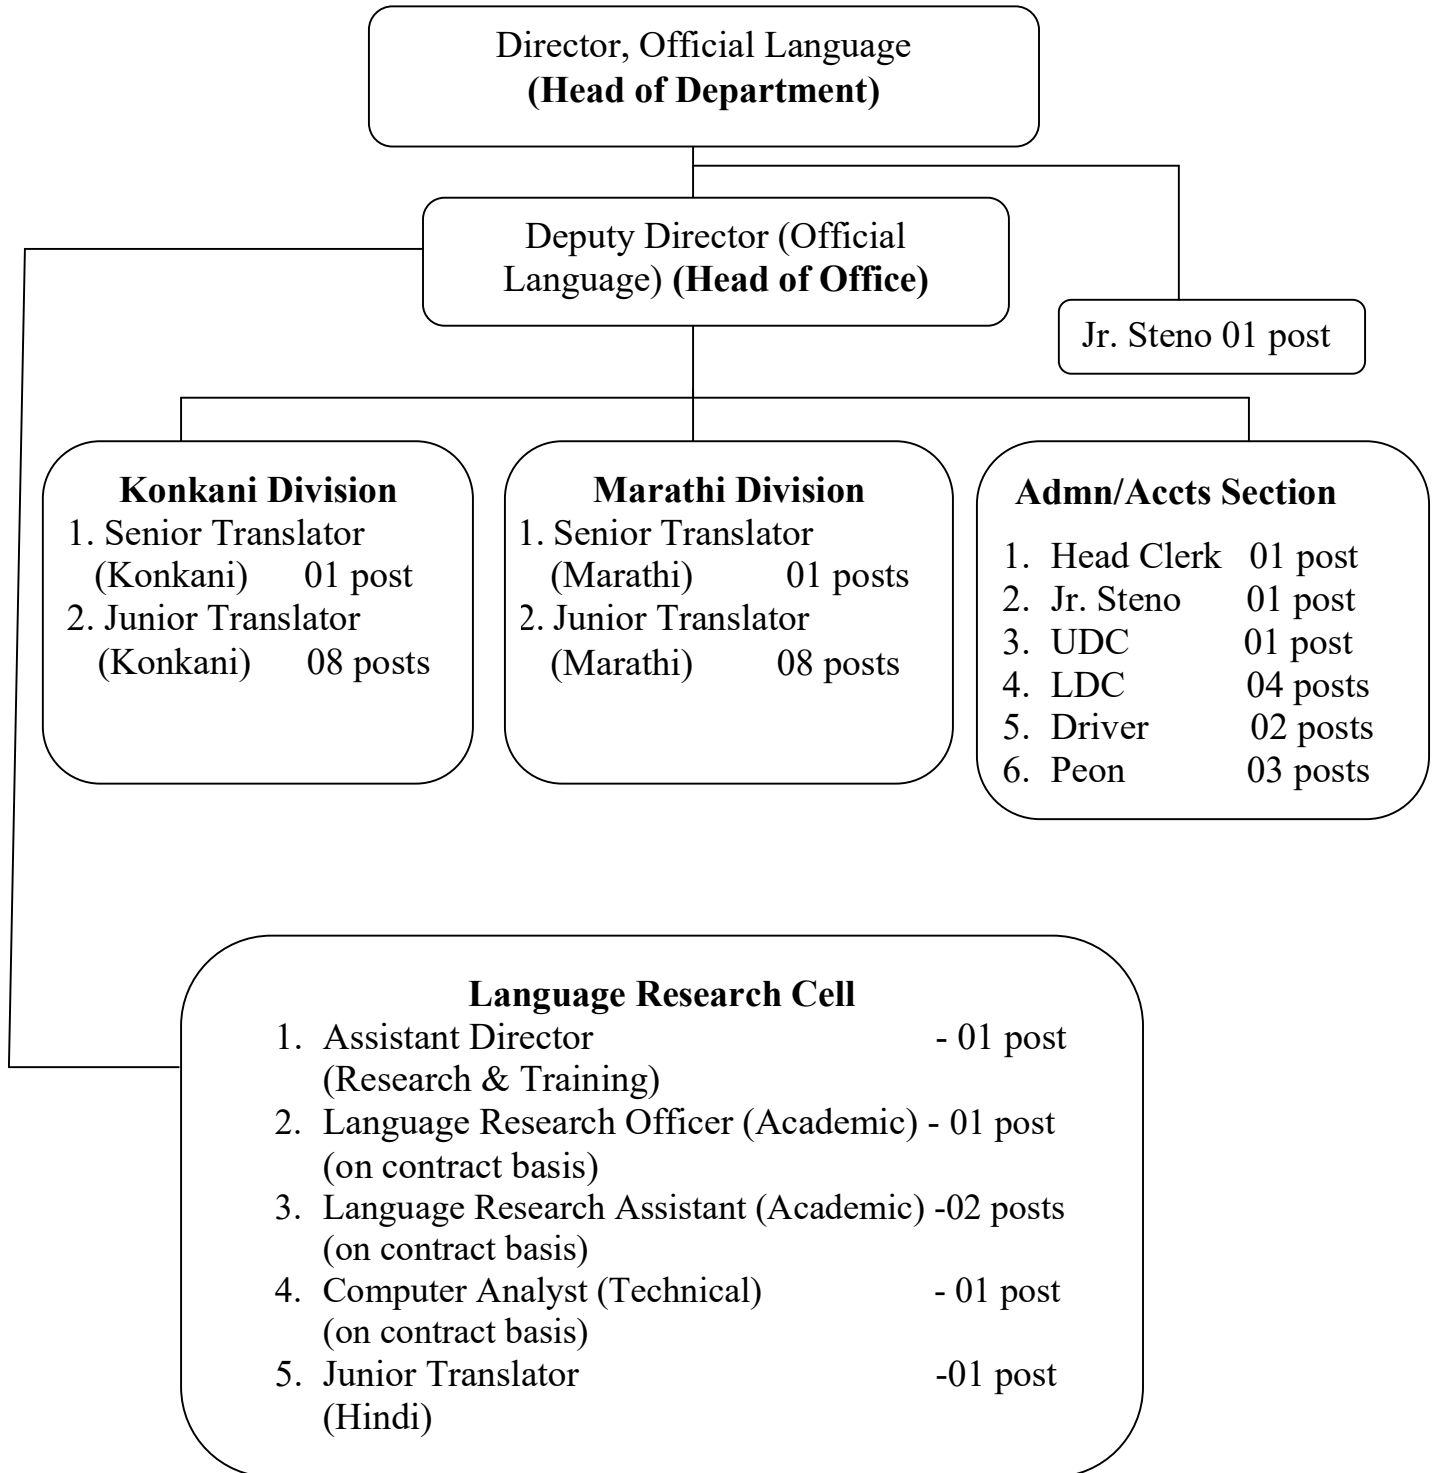 Director, Official Language
(Head of Department)
Deputy Director (Official
Language) (Head of Office)
Jr. Steno 01 post
Konkani Division
1. Senior Translator
(Konkani) 01 post
2. Junior Translator
(Konkani) 08 posts
Marathi Division
1. Senior Translator
(Marathi) 01 posts
2. Junior Translator
(Marathi) 08 posts
Admn/Accts Section
1. Head Clerk 01 post
2. Jr. Steno 01 post
3. UDC 01 post
4. LDC 04 posts
5. Driver 02 posts
6. Peon 03 posts
Language Research Cell
1. Assistant Director - 01 post
(Research & Training)
2. Language Research Officer (Academic) - 01 post
(on contract basis)
3. Language Research Assistant (Academic) -02 posts
(on contract basis)
4. Computer Analyst (Technical) - 01 post
(on contract basis)
5. Junior Translator -01 post
(Hindi)